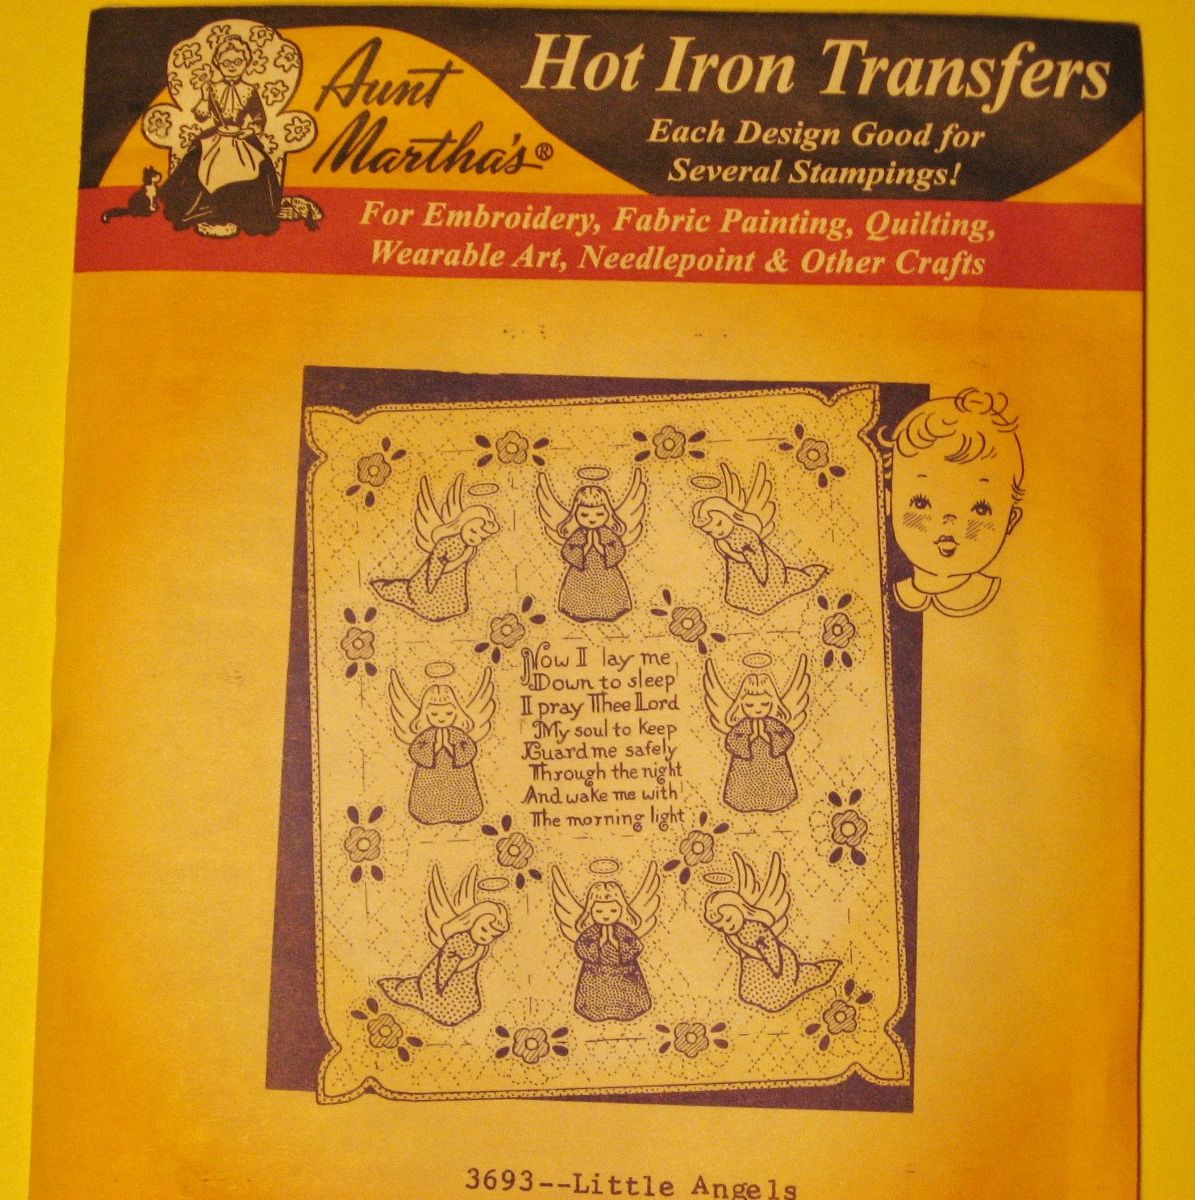 Aunt
Martha's®
Hot Iron Transfers
Each Design Good for
Several Stampings!
For Embroidery, Fabric Painting, Quilting,
Wearable Art, Needlepoint & Other Crafts
Now I lay me
Down to sleep
I pray Thee Lord
My soul to keep
Guard me safely
Through the night
And wake me with
The morning light
3693--Little Angels